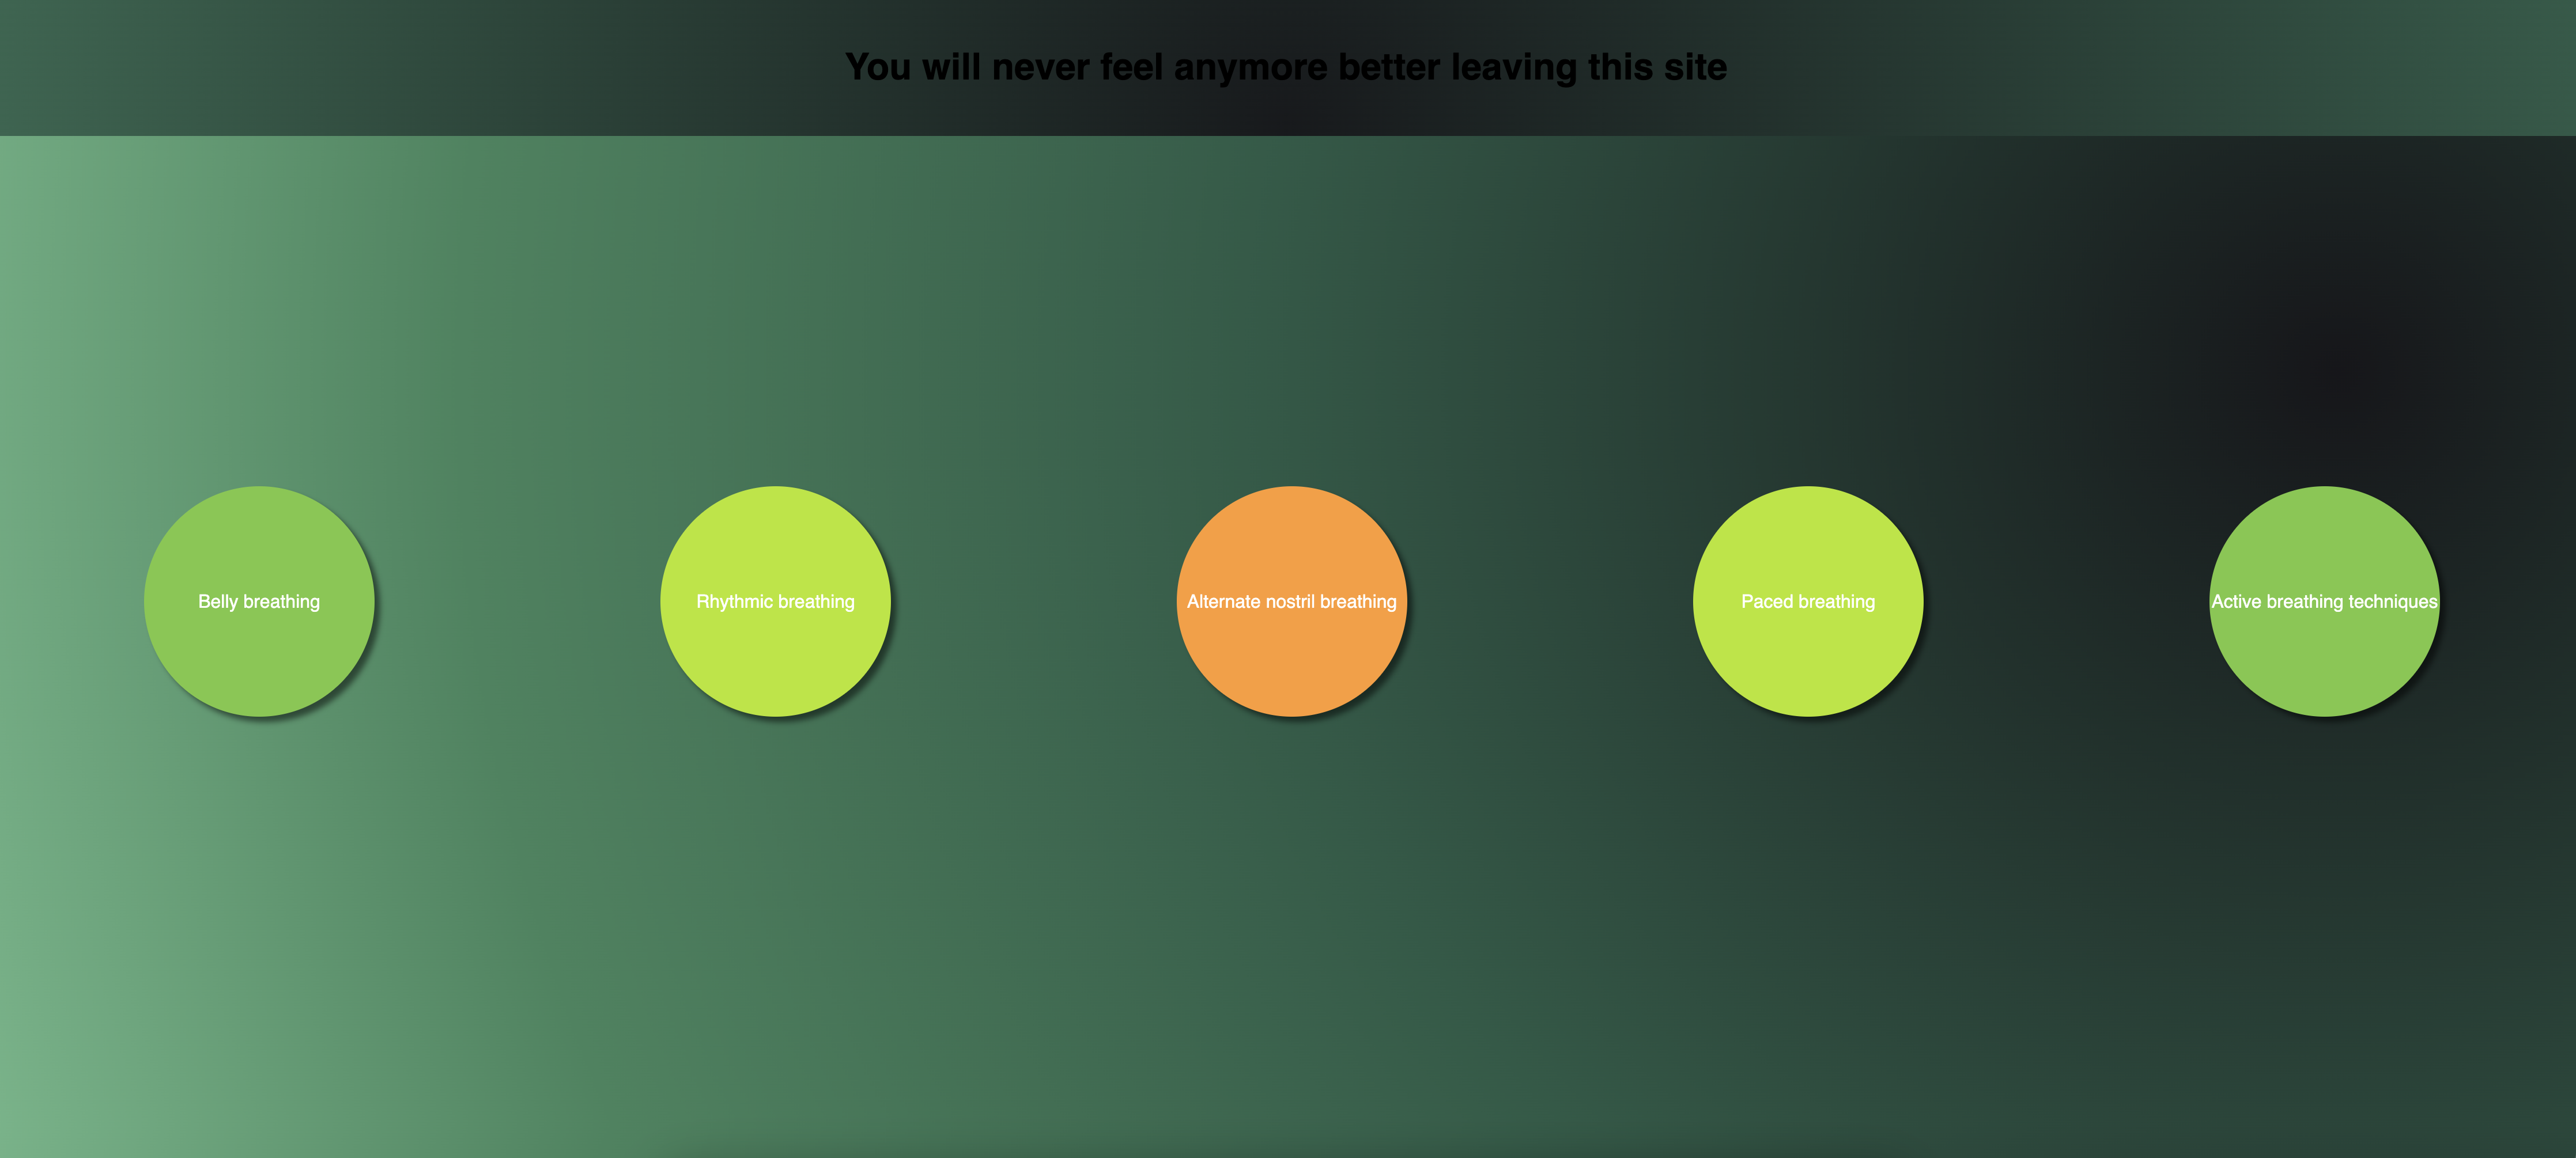 You will never feel anymore better leaving this site
Belly breathing
Rhythmic breathing
Alternate nostril breathing
Paced breathing
Active breathing techniques